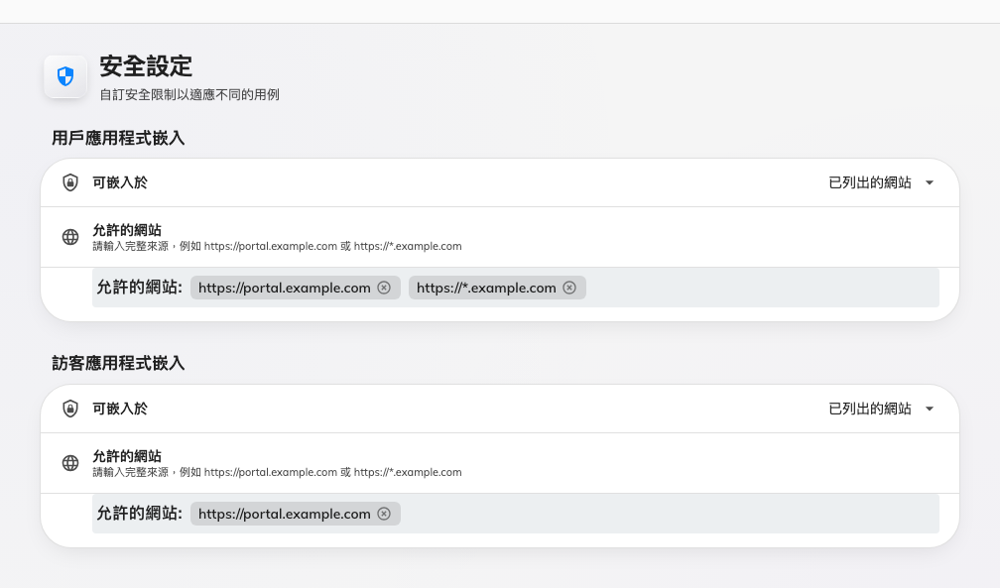 安全設定
自訂安全限制以適應不同的用例
用戶應用程式嵌入
可嵌入於
已列出的網站
允許的網站
請輸入完整來源，例如 https://portal.example.com 或 https://*.example.com
允許的網站: https://portal.example.com https://*.example.com
訪客應用程式嵌入
可嵌入於
已列出的網站
允許的網站
請輸入完整來源，例如 https://portal.example.com 或 https://*.example.com
允許的網站: https://portal.example.com